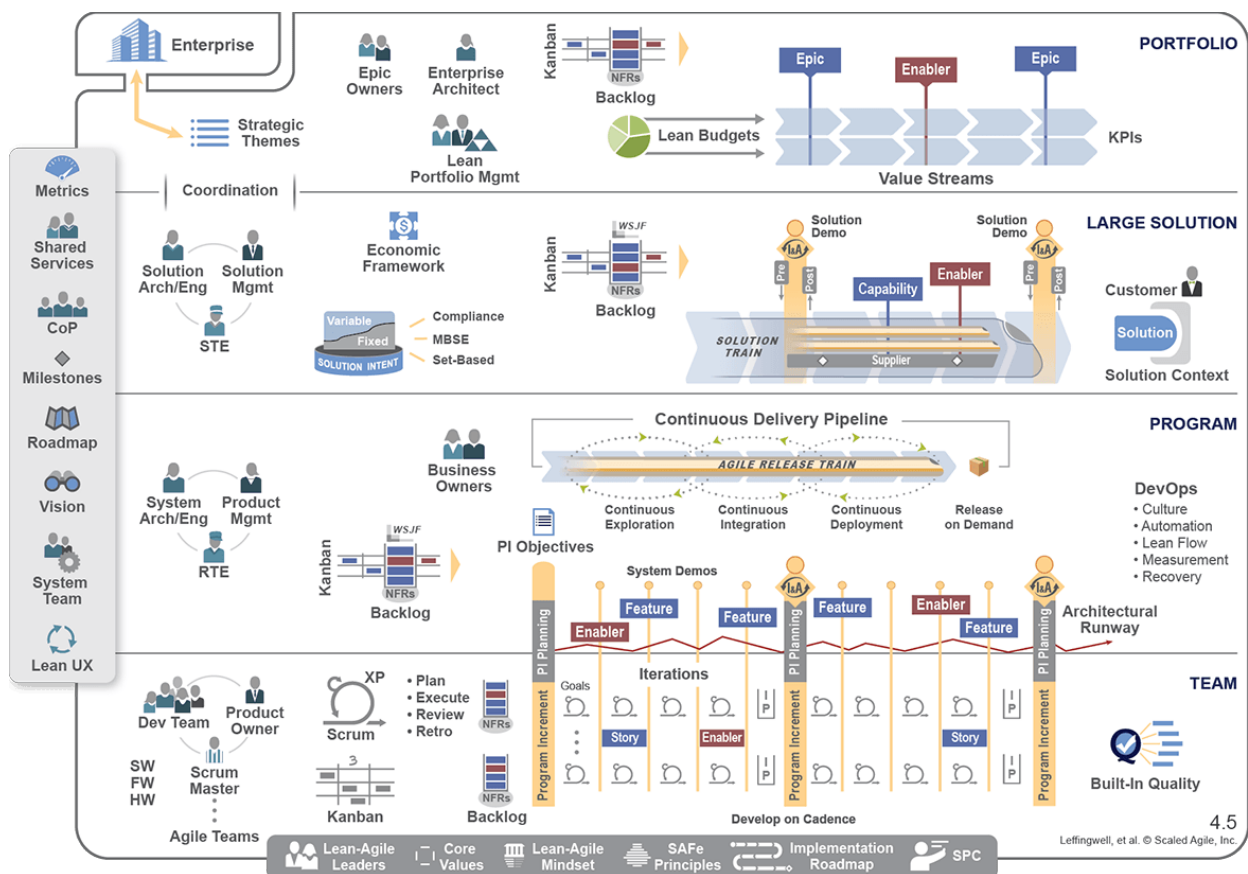 Enterprise
Strategic
Themes
Epic
Owners
Enterprise
Architect
Lean
Portfolio Mgmt
Kanban
NFRs
Backlog
Lean Budgets
Epic
Enabler
Epic
KPIs
Value Streams
PORTFOLIO
Metrics
Shared
Services
CoP
Milestones
Roadmap
Vision
System
Team
Lean UX
Coordination
Solution
Arch/Eng
Solution
Mgmt
STE
Economic
Framework
Variable
Fixed
SOLUTION INTENT
Compliance
MBSE
Set-Based
Kanban
WSJF
NFRs
Backlog
Solution
Demo
I&A
Pre
Post
Capability
Enabler
SOLUTION
TRAIN
Supplier
Solution
Demo
I&A
Pre
Post
LARGE SOLUTION
Customer
Solution
Solution Context
System
Arch/Eng
Product
Mgmt
RTE
Business
Owners
Kanban
WSJF
NFRs
Backlog
PI Objectives
Continuous Delivery Pipeline
AGILE RELEASE TRAIN
Continuous
Exploration
Continuous
Integration
Continuous
Deployment
Release
on Demand
PROGRAM
DevOps
• Culture
• Automation
• Lean Flow
• Measurement
• Recovery
System Demos
PI Planning
Enabler
Feature
Feature
I&A
PI Planning
Feature
Enabler
Feature
I&A
PI Planning
Architectural
Runway
Dev Team
Product
Owner
Scrum
Master
SW
FW
HW
Agile Teams
XP
Scrum
• Plan
• Execute
• Review
• Retro
3
Kanban
NFRs
NFRs
Backlog
Program Increment
Goals
Iterations
Story
Enabler
I
P
I
P
Program Increment
Story
I
P
I
P
Program Increment
Develop on Cadence
TEAM
Built-In Quality
4.5
Leffingwell, et al. © Scaled Agile, Inc.
Lean-Agile
Leaders
Core
Values
Lean-Agile
Mindset
SAFe
Principles
Implementation
Roadmap
SPC